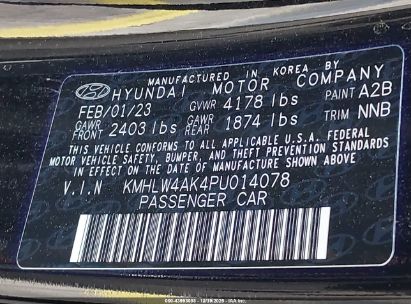 MANUFACTURED IN KOREA BY
HYUNDAI MOTOR COMPANY
FEB/01/23 GVWR 4178 lbs PAINT A2B
GAWR FRONT 2403 lbs GAWR REAR 1874 lbs TRIM NNB
THIS VEHICLE CONFORMS TO ALL APPLICABLE U.S.A. FEDERAL
MOTOR VEHICLE SAFETY, BUMPER, AND THEFT PREVENTION STANDARDS
IN EFFECT ON THE DATE OF MANUFACTURE SHOWN ABOVE
V.I.N KMHLW4AK4PU014078
PASSENGER CAR